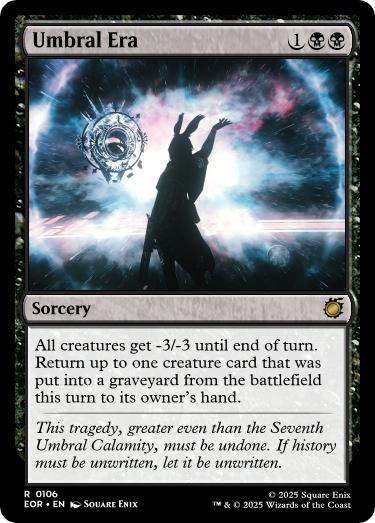 Umbral Era 1
Sorcery
All creatures get -3/-3 until end of turn.
Return up to one creature card that was
put into a graveyard from the battlefield
this turn to its owner's hand.
This tragedy, greater even than the Seventh
Umbral Calamity, must be undone. If history
must be unwritten, let it be unwritten.
R 0106 © 2025 Square Enix
EOR • EN Square Enix ™ & © 2025 Wizards of the Coast